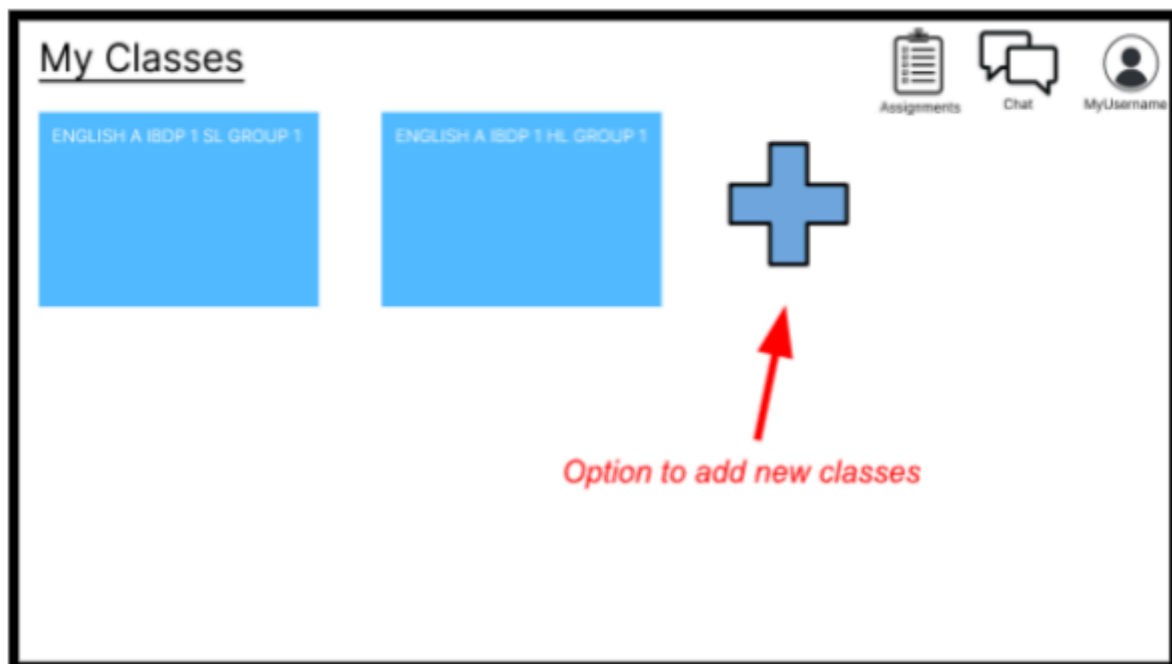 My Classes
Assignments
Chat
MyUsername
ENGLISH A IBDP 1 SL GROUP 1
ENGLISH A IBDP 1 HL GROUP 1
Option to add new classes